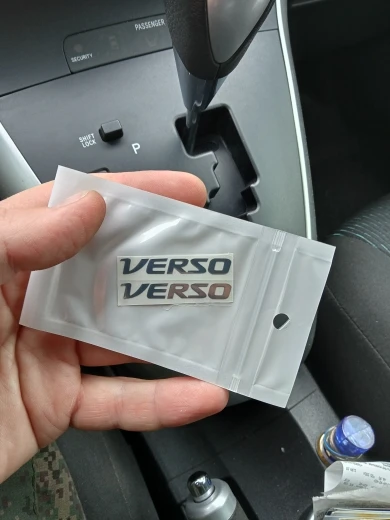 PASSENGER
SECURITY
SHIFT
LOCK
P
VERSO
VERSO